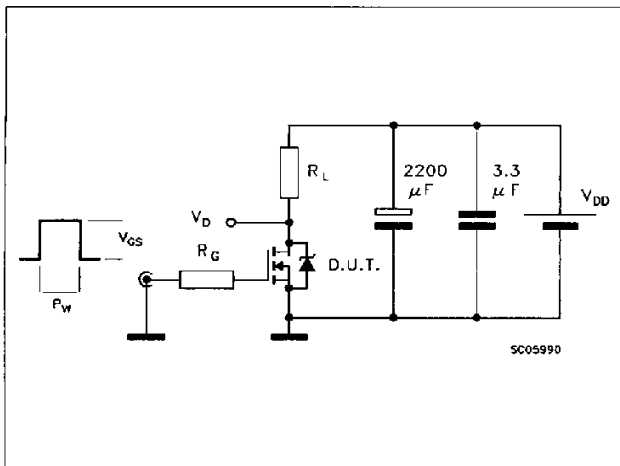 2200
μF
3.3
μF
R_L
V_DD
V_D
V_GS
R_G
D.U.T.
P_W
SC05990